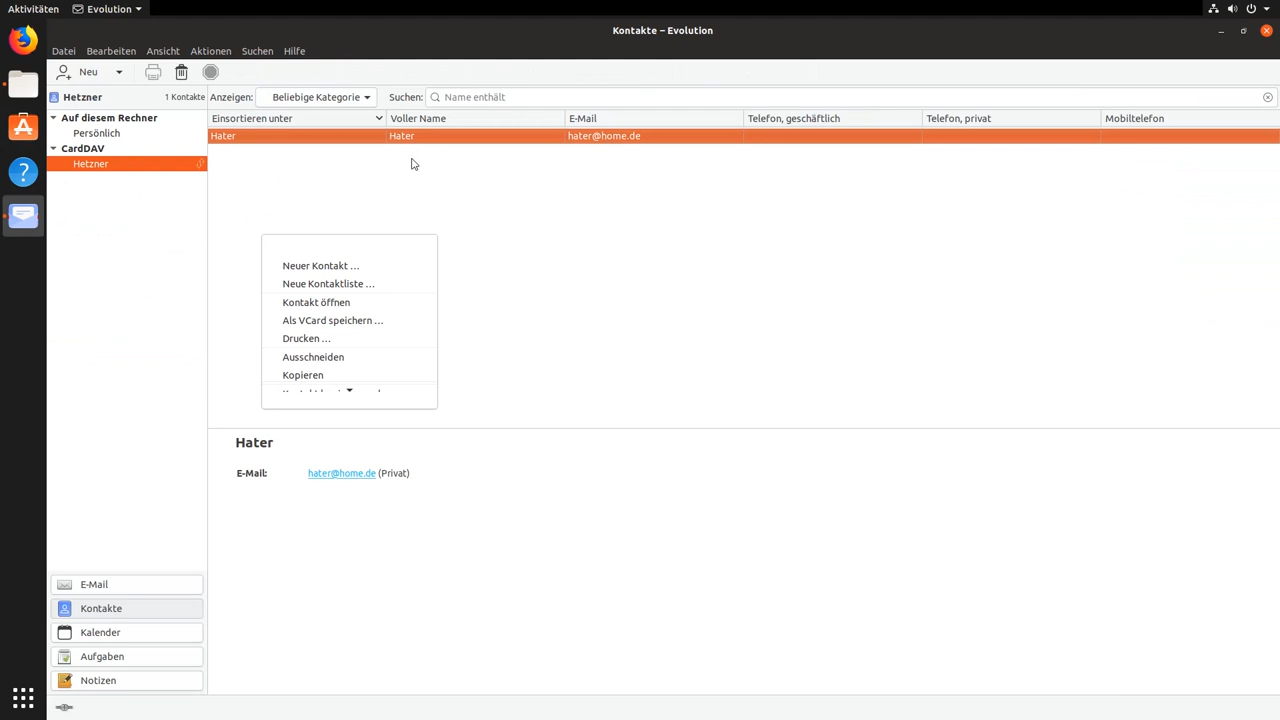 Aktivitäten Evolution
Kontakte – Evolution
Datei Bearbeiten Ansicht Aktionen Suchen Hilfe
Neu
Hetzner 1 Kontakte Anzeigen: Beliebige Kategorie Suchen: Name enthält
Auf diesem Rechner Einsortieren unter Voller Name E-Mail Telefon, geschäftlich Telefon, privat Mobiltelefon
Persönlich Hater Hater hater@home.de
CardDAV
Hetzner
Neuer Kontakt …
Neue Kontaktliste …
Kontakt öffnen
Als VCard speichern …
Drucken …
Ausschneiden
Kopieren
Hater
E-Mail: hater@home.de (Privat)
E-Mail
Kontakte
Kalender
Aufgaben
Notizen